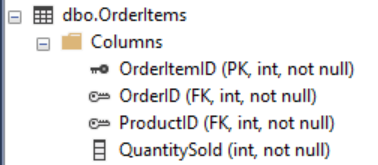 dbo.OrderItems
Columns
OrderItemID (PK, int, not null)
OrderID (FK, int, not null)
ProductID (FK, int, not null)
QuantitySold (int, not null)